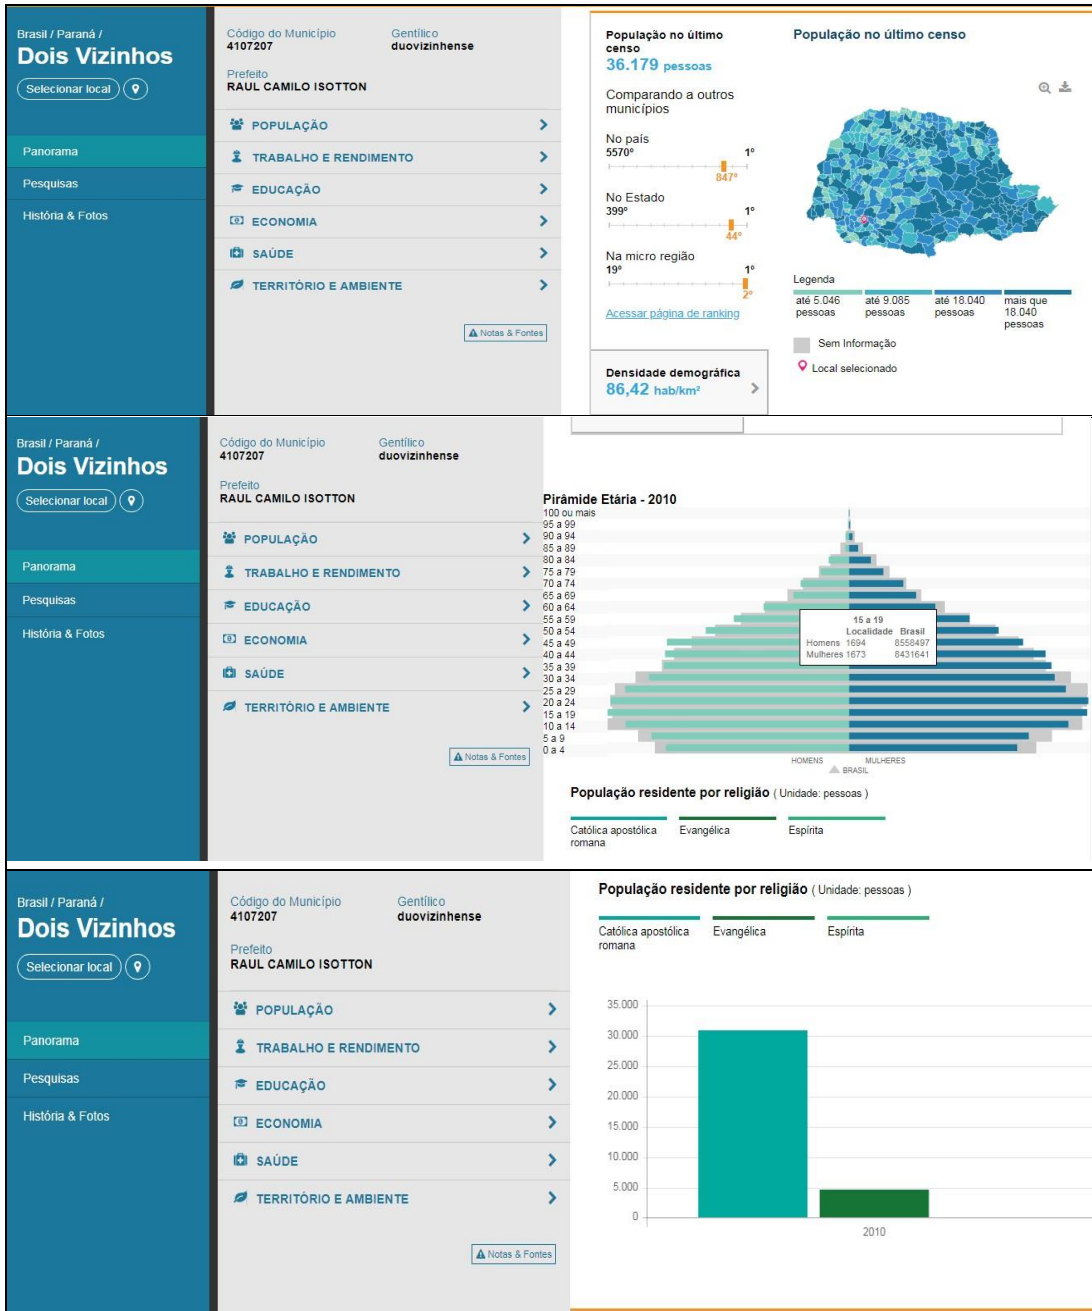 Brasil / Paraná /
Dois Vizinhos
Selecionar local
Panorama
Pesquisas
História & Fotos
Código do Município
4107207
Gentílico
duovizinhense
Prefeito
RAUL CAMILO ISOTTON
POPULAÇÃO
TRABALHO E RENDIMENTO
EDUCAÇÃO
ECONOMIA
SAÚDE
TERRITÓRIO E AMBIENTE
Notas & Fontes
População no último
censo
36.179 pessoas
Comparando a outros
municípios
No país
5570º 1º
847º
No Estado
399º 1º
44º
Na micro região
19º 1º
2º
Acessar página de ranking
Densidade demográfica
86,42 hab/km²
População no último censo
Legenda
até 5.046
pessoas
até 9.085
pessoas
até 18.040
pessoas
mais que
18.040
pessoas
Sem Informação
Local selecionado
Brasil / Paraná /
Dois Vizinhos
Selecionar local
Panorama
Pesquisas
História & Fotos
Código do Município
4107207
Gentílico
duovizinhense
Prefeito
RAUL CAMILO ISOTTON
POPULAÇÃO
TRABALHO E RENDIMENTO
EDUCAÇÃO
ECONOMIA
SAÚDE
TERRITÓRIO E AMBIENTE
Notas & Fontes
Pirâmide Etária - 2010
100 ou mais
95 a 99
90 a 94
85 a 89
80 a 84
75 a 79
70 a 74
65 a 69
60 a 64
55 a 59
50 a 54
45 a 49
40 a 44
35 a 39
30 a 34
25 a 29
20 a 24
15 a 19
10 a 14
5 a 9
0 a 4
15 a 19
Localidade Brasil
Homens 1694 8558497
Mulheres 1673 8431641
HOMENS MULHERES
BRASIL
População residente por religião ( Unidade: pessoas )
Católica apostólica
romana
Evangélica
Espírita
Brasil / Paraná /
Dois Vizinhos
Selecionar local
Panorama
Pesquisas
História & Fotos
Código do Município
4107207
Gentílico
duovizinhense
Prefeito
RAUL CAMILO ISOTTON
POPULAÇÃO
TRABALHO E RENDIMENTO
EDUCAÇÃO
ECONOMIA
SAÚDE
TERRITÓRIO E AMBIENTE
Notas & Fontes
População residente por religião ( Unidade: pessoas )
Católica apostólica
romana
Evangélica
Espírita
35.000
30.000
25.000
20.000
15.000
10.000
5.000
0
2010